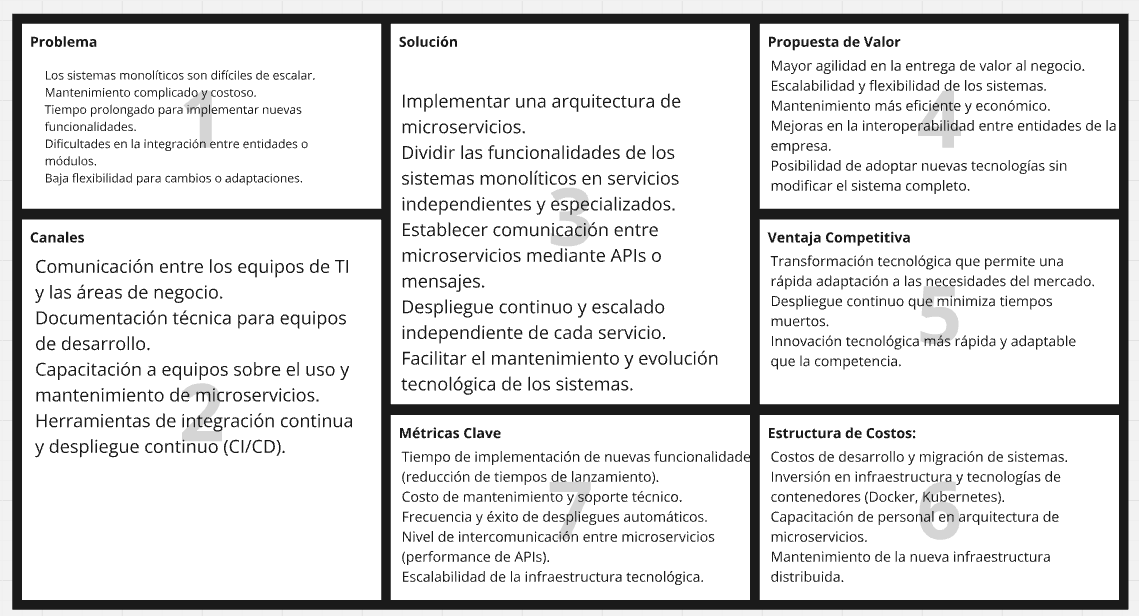 Problema
1
Los sistemas monolíticos son difíciles de escalar.
Mantenimiento complicado y costoso.
Tiempo prolongado para implementar nuevas
funcionalidades.
Dificultades en la integración entre entidades o
módulos.
Baja flexibilidad para cambios o adaptaciones.
Canales
2
Comunicación entre los equipos de TI
y las áreas de negocio.
Documentación técnica para equipos
de desarrollo.
Capacitación a equipos sobre el uso y
mantenimiento de microservicios.
Herramientas de integración continua
y despliegue continuo (CI/CD).
Solución
3
Implementar una arquitectura de
microservicios.
Dividir las funcionalidades de los
sistemas monolíticos en servicios
independientes y especializados.
Establecer comunicación entre
microservicios mediante APIs o
mensajes.
Despliegue continuo y escalado
independiente de cada servicio.
Facilitar el mantenimiento y evolución
tecnológica de los sistemas.
Propuesta de Valor
4
Mayor agilidad en la entrega de valor al negocio.
Escalabilidad y flexibilidad de los sistemas.
Mantenimiento más eficiente y económico.
Mejoras en la interoperabilidad entre entidades de la
empresa.
Posibilidad de adoptar nuevas tecnologías sin
modificar el sistema completo.
Ventaja Competitiva
5
Transformación tecnológica que permite una
rápida adaptación a las necesidades del mercado.
Despliegue continuo que minimiza tiempos
muertos.
Innovación tecnológica más rápida y adaptable
que la competencia.
Estructura de Costos:
6
Costos de desarrollo y migración de sistemas.
Inversión en infraestructura y tecnologías de
contenedores (Docker, Kubernetes).
Capacitación de personal en arquitectura de
microservicios.
Mantenimiento de la nueva infraestructura
distribuida.
Métricas Clave
7
Tiempo de implementación de nuevas funcionalidade
(reducción de tiempos de lanzamiento).
Costo de mantenimiento y soporte técnico.
Frecuencia y éxito de despliegues automáticos.
Nivel de intercomunicación entre microservicios
(performance de APIs).
Escalabilidad de la infraestructura tecnológica.